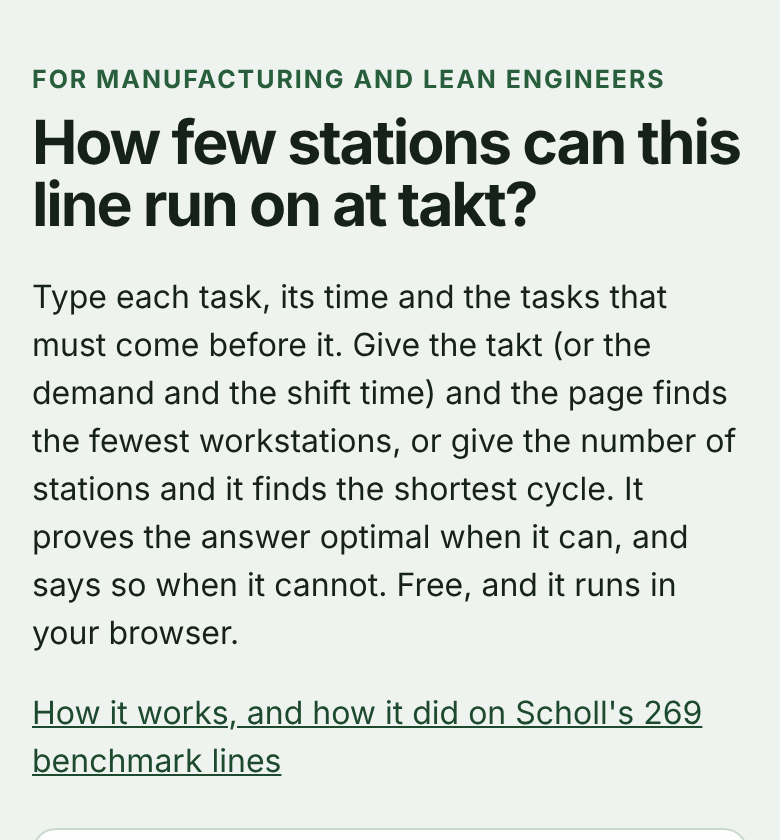 FOR MANUFACTURING AND LEAN ENGINEERS
How few stations can this
line run on at takt?
Type each task, its time and the tasks that
must come before it. Give the takt (or the
demand and the shift time) and the page finds
the fewest workstations, or give the number of
stations and it finds the shortest cycle. It
proves the answer optimal when it can, and
says so when it cannot. Free, and it runs in
your browser.
How it works, and how it did on Scholl's 269
benchmark lines